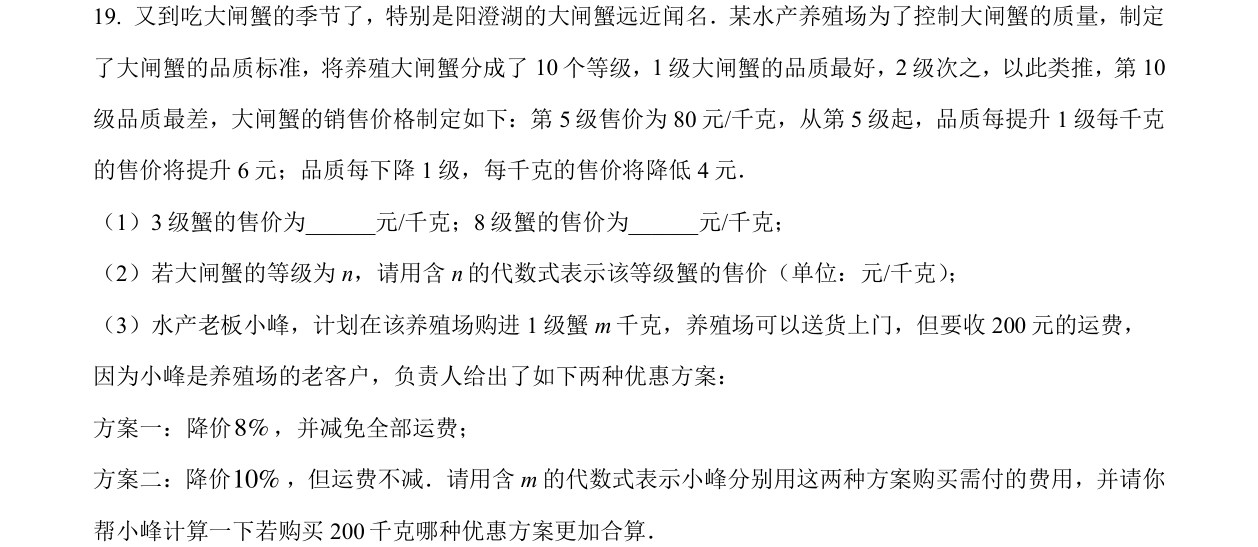 19. 又到吃大闸蟹的季节了，特别是阳澄湖的大闸蟹远近闻名．某水产养殖场为了控制大闸蟹的质量，制定
了大闸蟹的品质标准，将养殖大闸蟹分成了 10 个等级，1 级大闸蟹的品质最好，2 级次之，以此类推，第 10
级品质最差，大闸蟹的销售价格制定如下：第 5 级售价为 80 元/千克，从第 5 级起，品质每提升 1 级每千克
的售价将提升 6 元；品质每下降 1 级，每千克的售价将降低 4 元．
（1）3 级蟹的售价为______元/千克；8 级蟹的售价为______元/千克；
（2）若大闸蟹的等级为 n，请用含 n 的代数式表示该等级蟹的售价（单位：元/千克）；
（3）水产老板小峰，计划在该养殖场购进 1 级蟹 m 千克，养殖场可以送货上门，但要收 200 元的运费，
因为小峰是养殖场的老客户，负责人给出了如下两种优惠方案：
方案一：降价8%，并减免全部运费；
方案二：降价10%，但运费不减．请用含 m 的代数式表示小峰分别用这两种方案购买需付的费用，并请你
帮小峰计算一下若购买 200 千克哪种优惠方案更加合算．